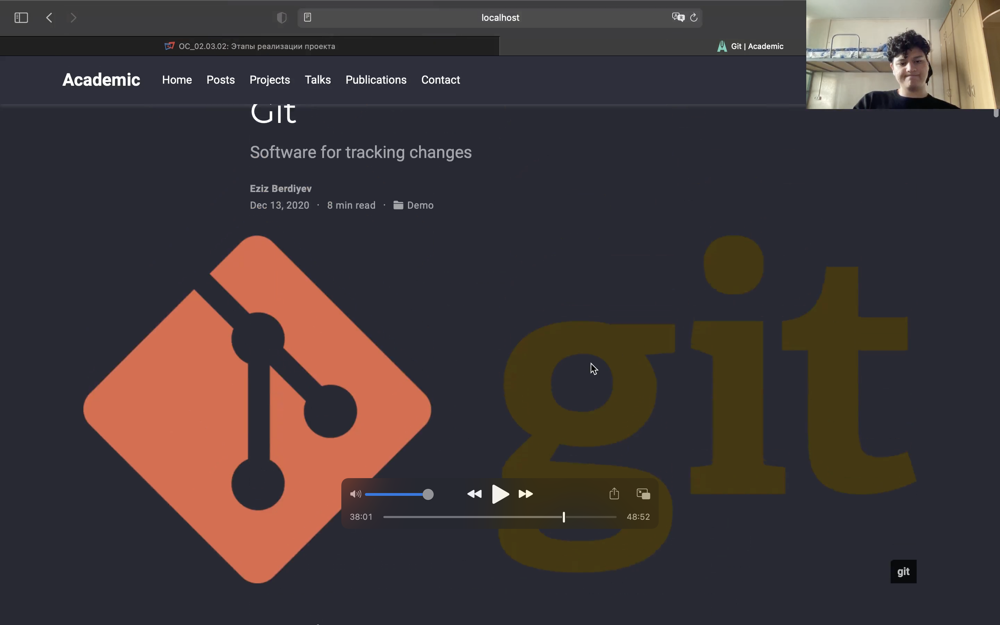 localhost
ОС_02.03.02: Этапы реализации проекта
Git | Academic
Academic Home Posts Projects Talks Publications Contact
Git
Software for tracking changes
Eziz Berdiyev
Dec 13, 2020 · 8 min read · Demo
git
38:01 48:52
git